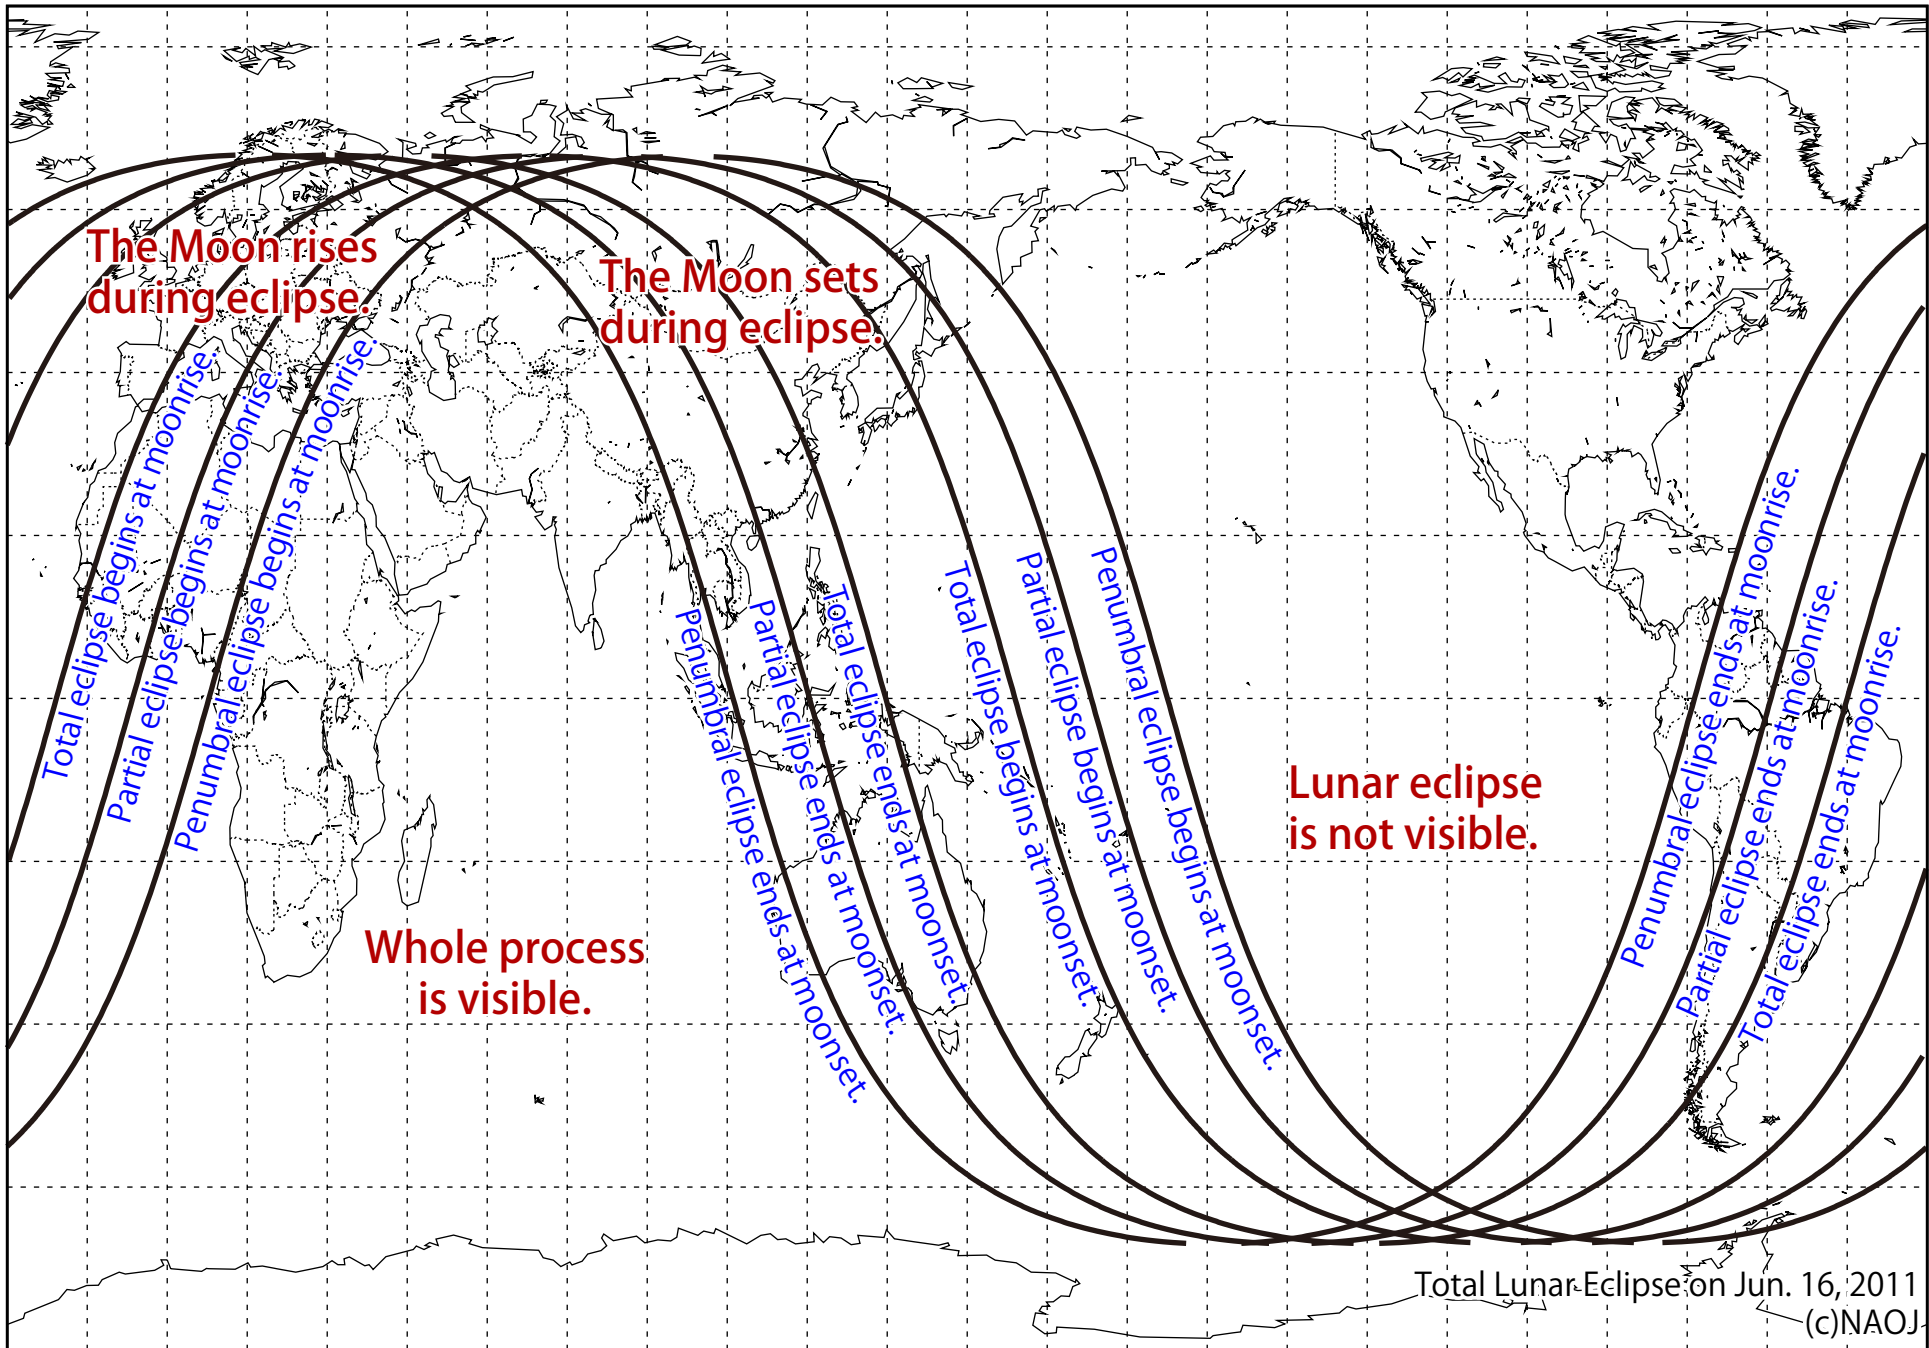 The Moon rises
during eclipse.
The Moon sets
during eclipse.
Total eclipse begins at moonrise.
Partial eclipse begins at moonrise.
Penumbral eclipse begins at moonrise.
Penumbral eclipse ends at moonset.
Partial eclipse ends at moonset.
Total eclipse ends at moonset.
Total eclipse begins at moonset.
Partial eclipse begins at moonset.
Penumbral eclipse begins at moonset.
Penumbral eclipse ends at moonrise.
Partial eclipse ends at moonrise.
Total eclipse ends at moonrise.
Lunar eclipse
is not visible.
Whole process
is visible.
Total Lunar Eclipse on Jun. 16, 2011
(c)NAOJ